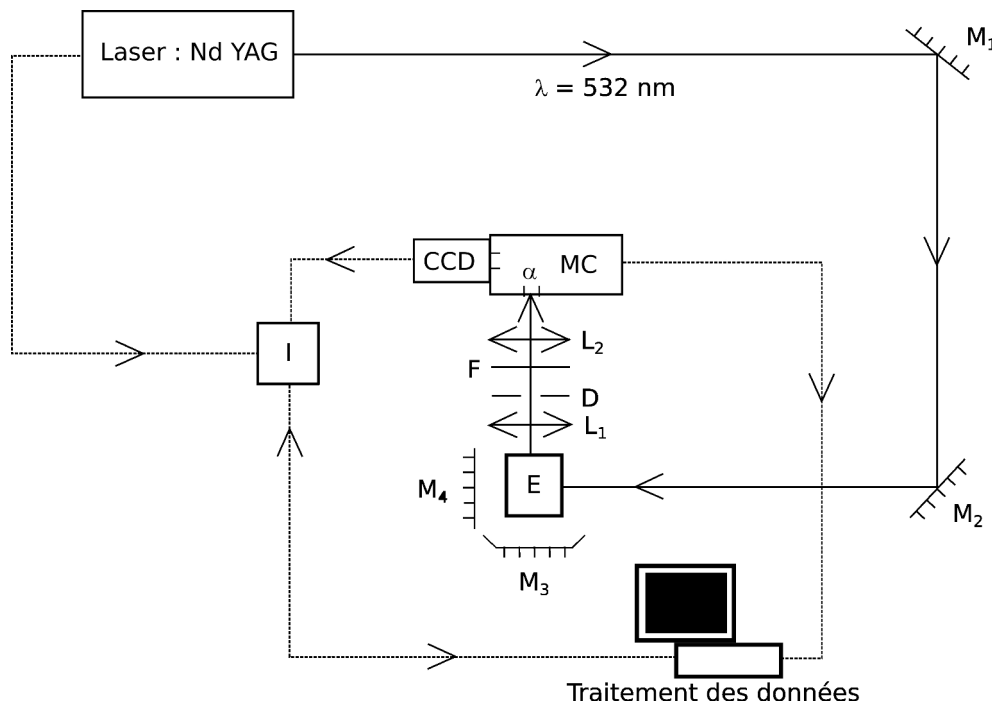 Laser : Nd YAG
M1
λ = 532 nm
CCD
α
MC
L2
I
F
D
L1
E
M4
M2
M3
Traitement des données